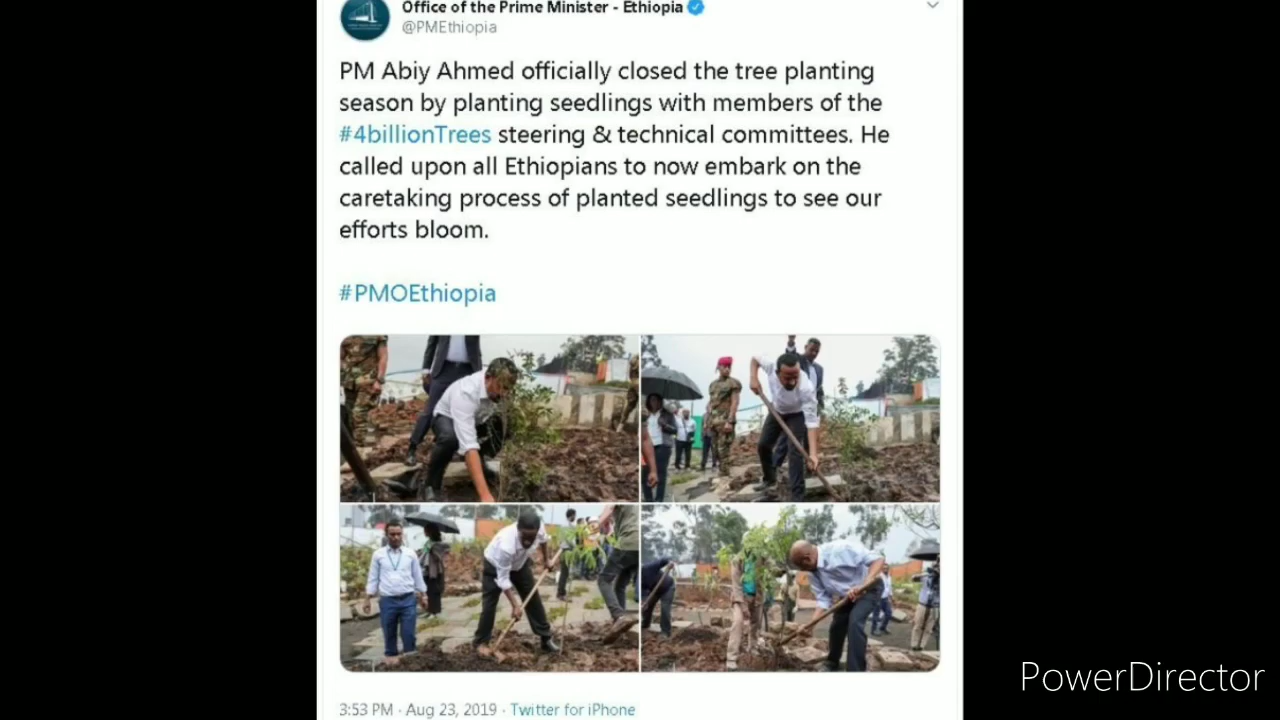 Office of the Prime Minister - Ethiopia
@PMEthiopia
PM Abiy Ahmed officially closed the tree planting
season by planting seedlings with members of the
#4billionTrees steering & technical committees. He
called upon all Ethiopians to now embark on the
caretaking process of planted seedlings to see our
efforts bloom.
#PMOEthiopia
3:53 PM · Aug 23, 2019 · Twitter for iPhone
PowerDirector